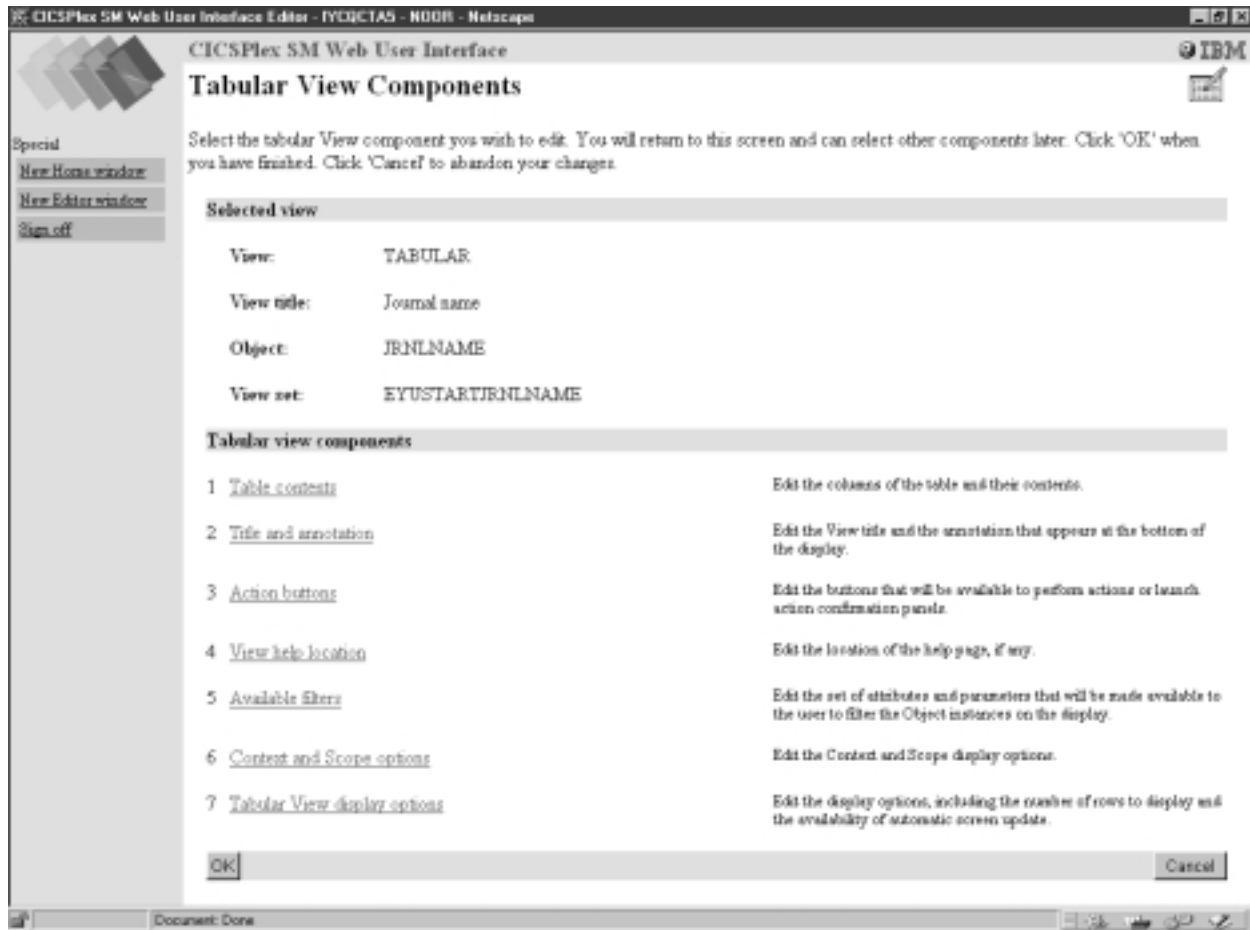 CICSPlex SM Web User Interface Editor - IYCQCTA5 - NOOR - Netscape
CICSPlex SM Web User Interface
IBM
Tabular View Components
Select the tabular View component you wish to edit. You will return to this screen and can select other components later. Click 'OK' when
you have finished. Click 'Cancel' to abandon your changes.
Special
New Home window
New Editor window
Sign off
Selected view
View: TABULAR
View title: Journal name
Object: JRNLNAME
View set: EYUSTARTJRNLNAME
Tabular view components
1 Table contents Edit the columns of the table and their contents.
2 Title and annotation Edit the View title and the annotation that appears at the bottom of
the display.
3 Action buttons Edit the buttons that will be available to perform actions or launch
action confirmation panels.
4 View help location Edit the location of the help page, if any.
5 Available filters Edit the set of attributes and parameters that will be made available to
the user to filter the Object instances on the display.
6 Context and Scope options Edit the Context and Scope display options.
7 Tabular View display options Edit the display options, including the number of rows to display and
the availability of automatic screen update.
OK Cancel
Document: Done